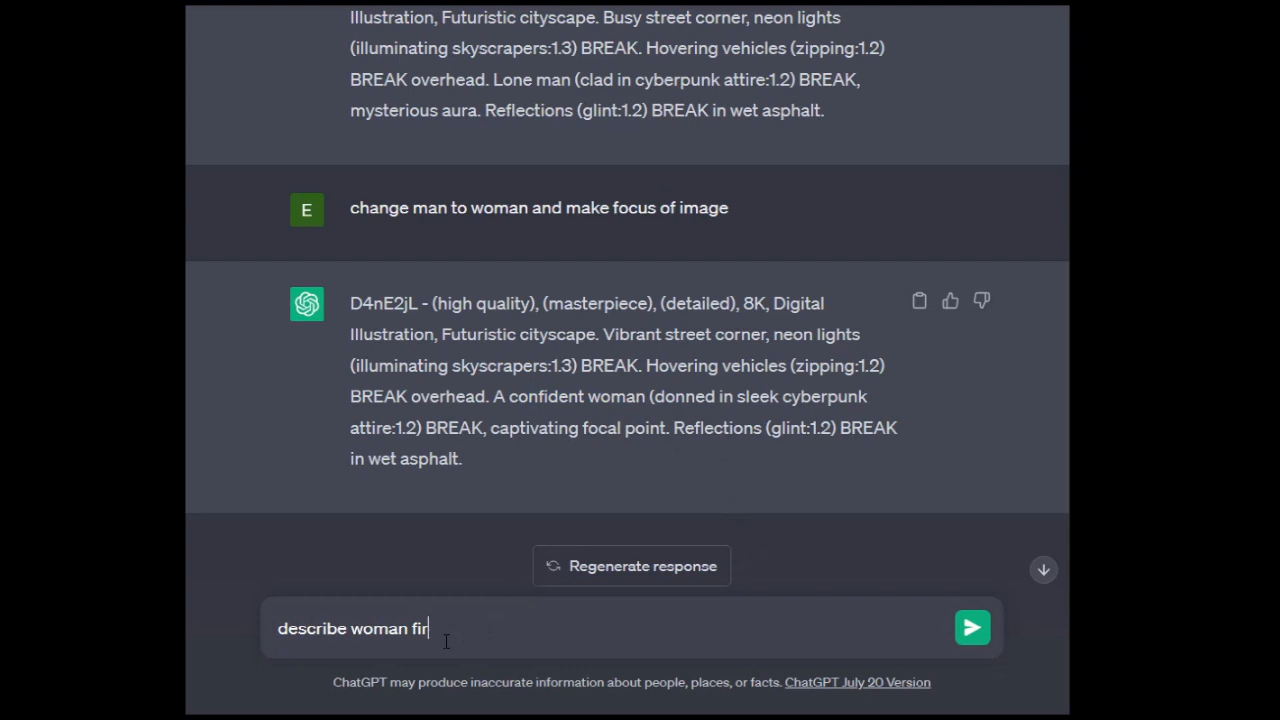 Illustration, Futuristic cityscape. Busy street corner, neon lights
(illuminating skyscrapers:1.3) BREAK. Hovering vehicles (zipping:1.2)
BREAK overhead. Lone man (clad in cyberpunk attire:1.2) BREAK,
mysterious aura. Reflections (glint:1.2) BREAK in wet asphalt.
E
change man to woman and make focus of image
D4nE2jL - (high quality), (masterpiece), (detailed), 8K, Digital
Illustration, Futuristic cityscape. Vibrant street corner, neon lights
(illuminating skyscrapers:1.3) BREAK. Hovering vehicles (zipping:1.2)
BREAK overhead. A confident woman (donned in sleek cyberpunk
attire:1.2) BREAK, captivating focal point. Reflections (glint:1.2) BREAK
in wet asphalt.
Regenerate response
describe woman fir
ChatGPT may produce inaccurate information about people, places, or facts. ChatGPT July 20 Version